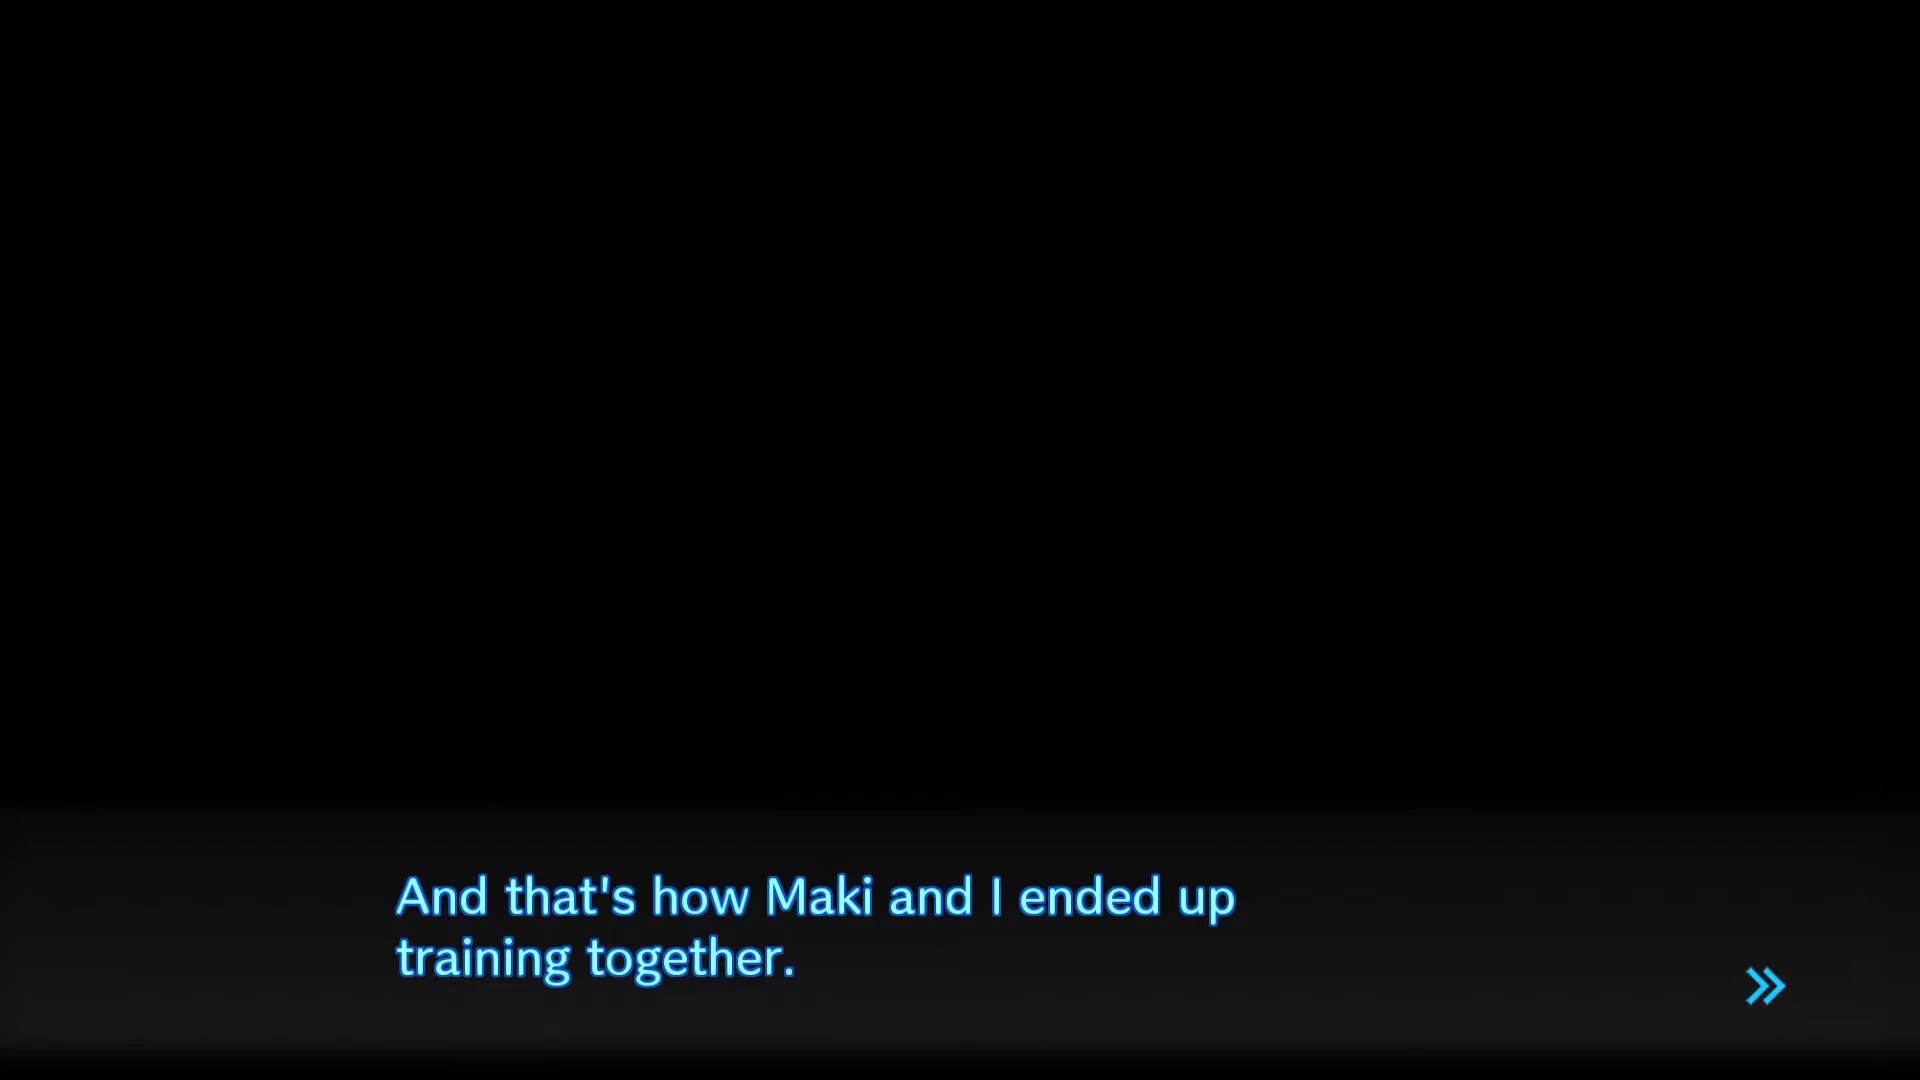 And that's how Maki and I ended up
training together.